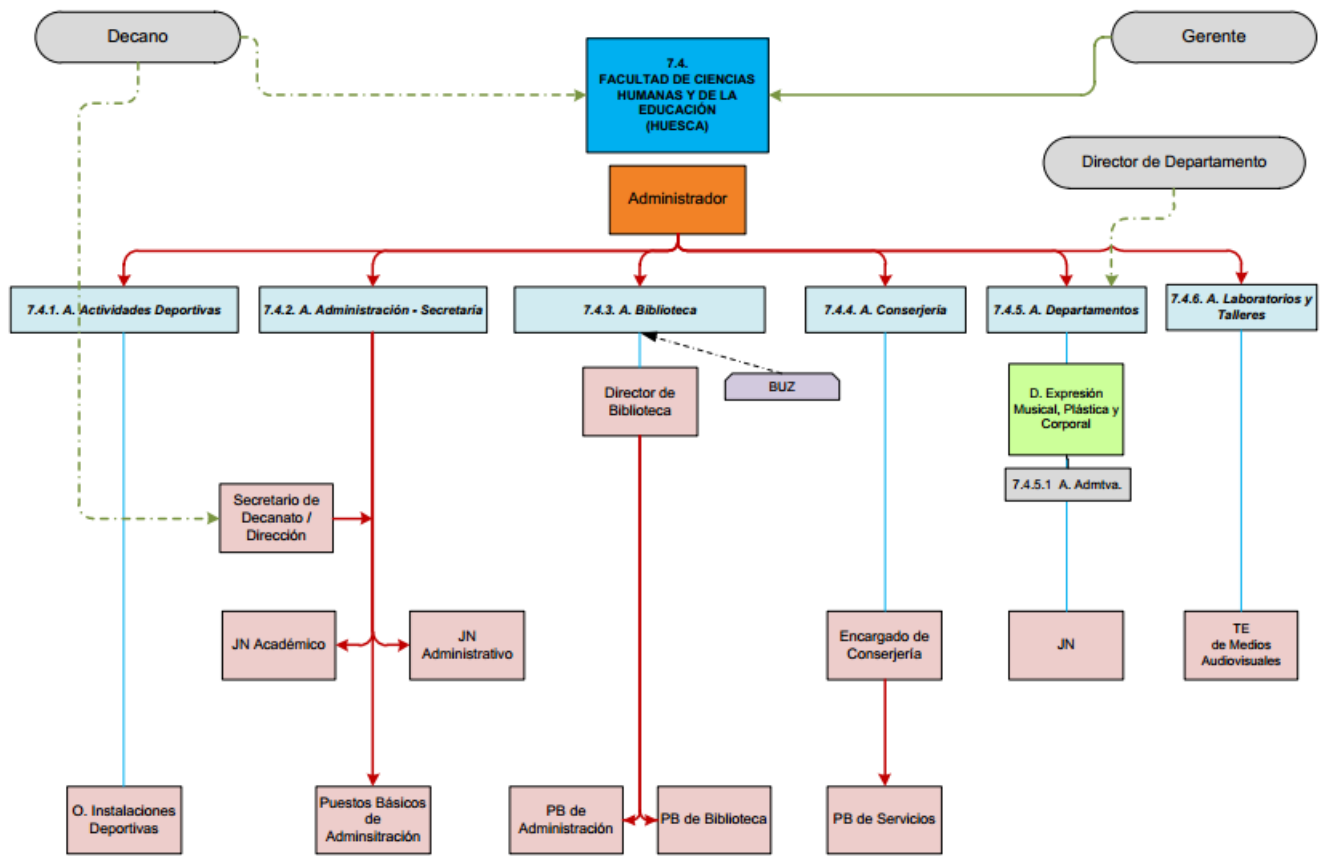 Decano
Gerente
7.4.
FACULTAD DE CIENCIAS
HUMANAS Y DE LA
EDUCACIÓN
(HUESCA)
Director de Departamento
Administrador
7.4.1. A. Actividades Deportivas
7.4.2. A. Administración - Secretaría
7.4.3. A. Biblioteca
7.4.4. A. Conserjería
7.4.5. A. Departamentos
7.4.6. A. Laboratorios y
Talleres
Director de
Biblioteca
BUZ
D. Expresión
Musical, Plástica y
Corporal
7.4.5.1 A. Admtva.
Secretario de
Decanato /
Dirección
JN Académico
JN
Administrativo
Encargado de
Conserjería
JN
TE
de Medios
Audiovisuales
O. Instalaciones
Deportivas
Puestos Básicos
de
Adminsitración
PB de
Administración
PB de Biblioteca
PB de Servicios